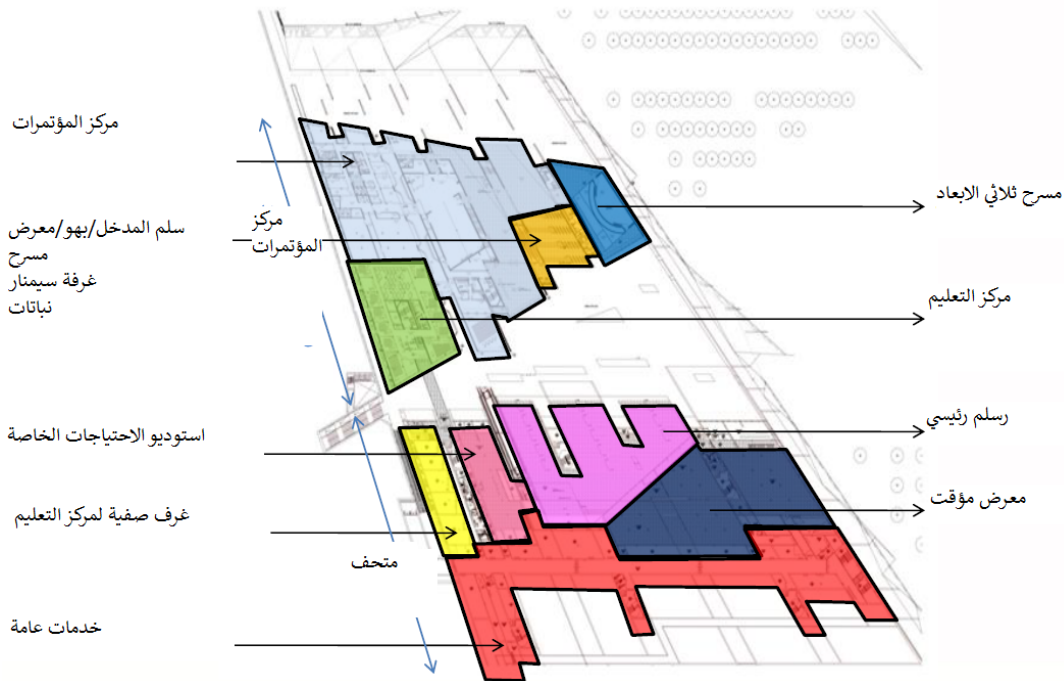 مركز المؤتمرات
مسرح ثلاثي الابعاد
سلم المدخل/بهو/معرض
مسرح
غرفة سيمنار
نباتات
مركز
المؤتمرات
مركز التعليم
استوديو الاحتياجات الخاصة
رسلم رئيسي
معرض مؤقت
غرف صفية لمركز التعليم
متحف
خدمات عامة